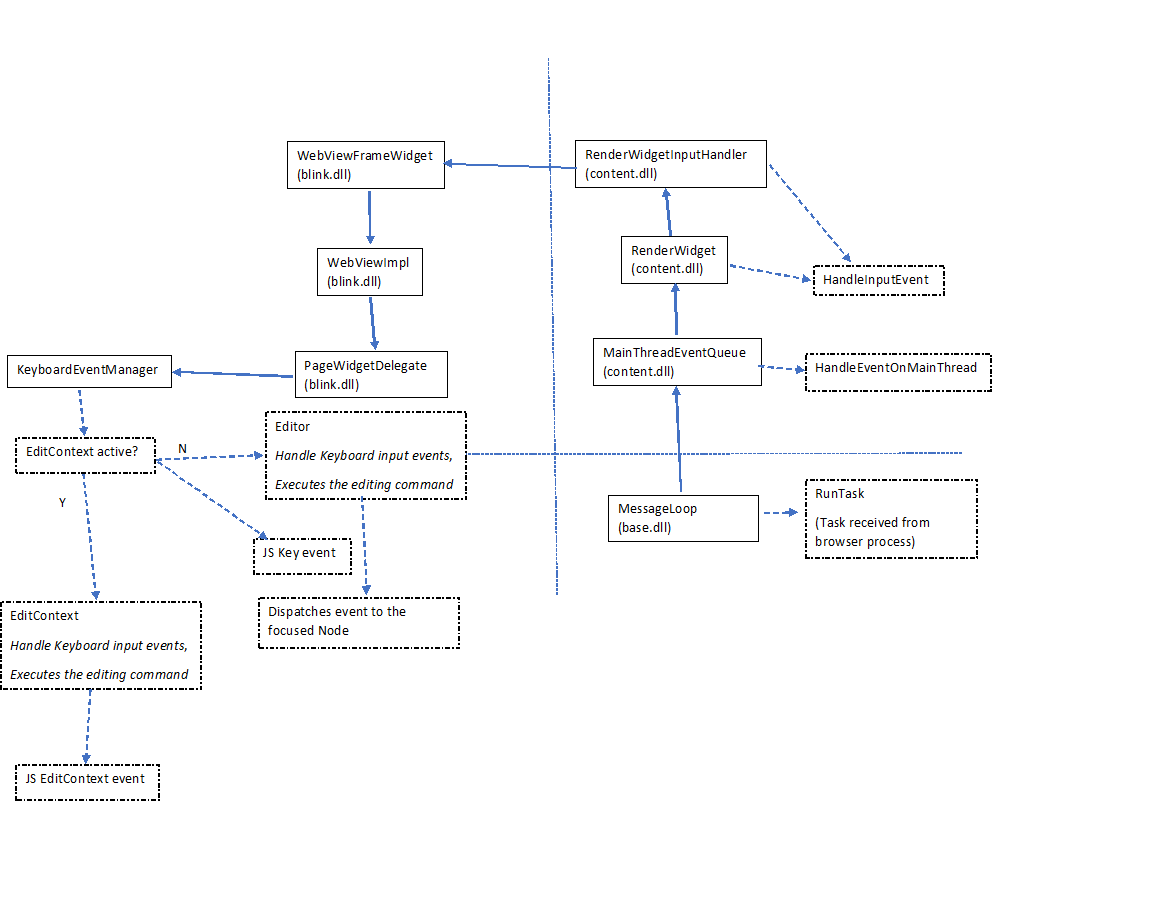 WebViewFrameWidget
(blink.dll)
RenderWidgetInputHandler
(content.dll)
WebViewImpl
(blink.dll)
RenderWidget
(content.dll)
HandleInputEvent
KeyboardEventManager
PageWidgetDelegate
(blink.dll)
MainThreadEventQueue
(content.dll)
HandleEventOnMainThread
EditContext active?
N
Y
Editor
Handle Keyboard input events,
Executes the editing command
MessageLoop
(base.dll)
RunTask
(Task received from
browser process)
JS Key event
Dispatches event to the
focused Node
EditContext
Handle Keyboard input events,
Executes the editing command
JS EditContext event